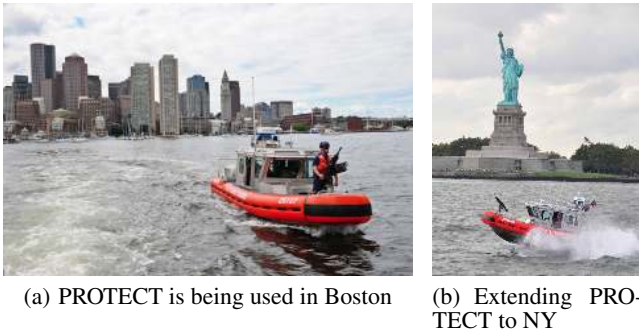 (a) PROTECT is being used in Boston
(b) Extending PRO-
TECT to NY